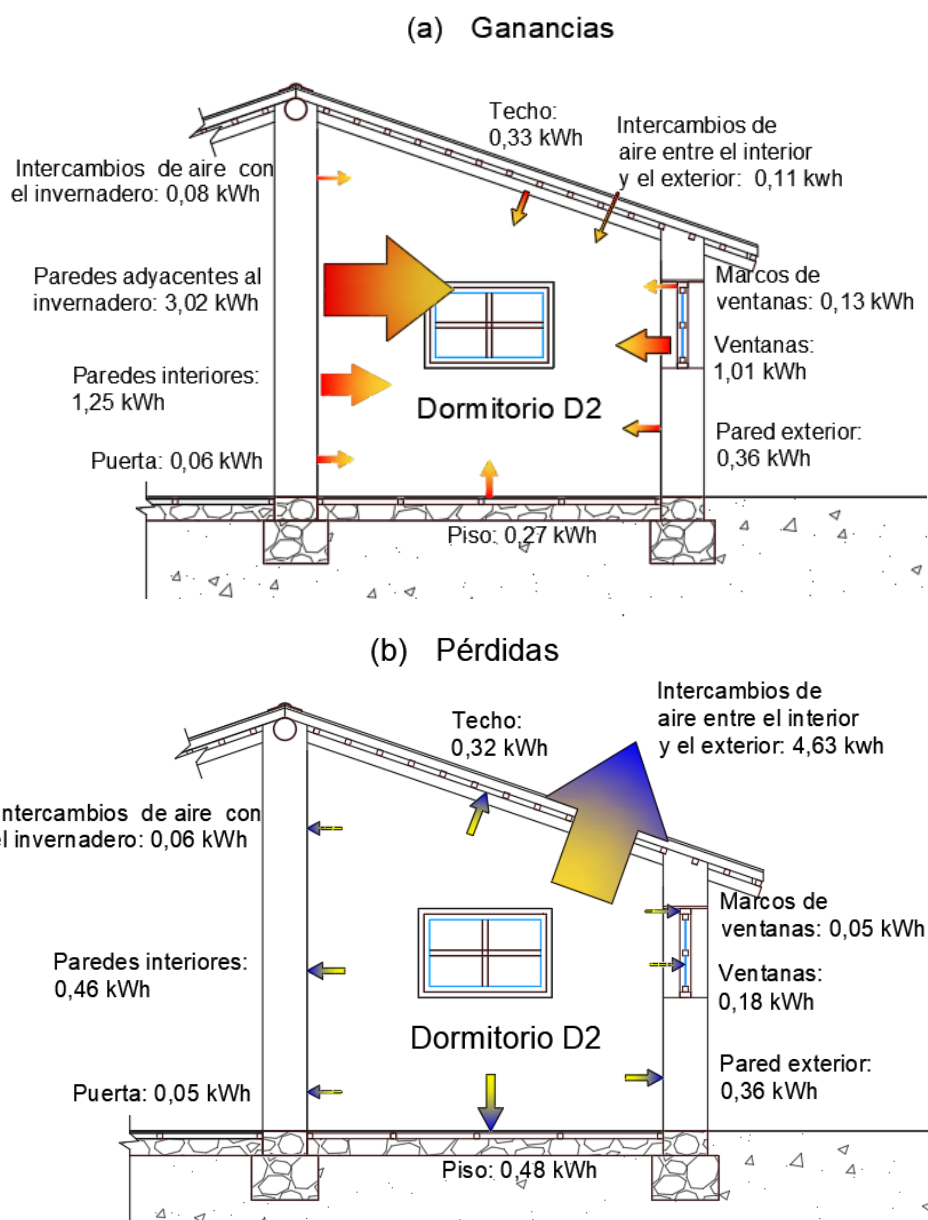 (a) Ganancias
Techo:
0,33 kWh
Intercambios de
aire entre el interior
y el exterior: 0,11 kwh
Intercambios de aire con
el invernadero: 0,08 kWh
Paredes adyacentes al
invernadero: 3,02 kWh
Marcos de
ventanas: 0,13 kWh
Ventanas:
1,01 kWh
Paredes interiores:
1,25 kWh
Dormitorio D2
Pared exterior:
0,36 kWh
Puerta: 0,06 kWh
Piso: 0,27 kWh
(b) Pérdidas
Techo:
0,32 kWh
Intercambios de
aire entre el interior
y el exterior: 4,63 kwh
ntercambios de aire con
el invernadero: 0,06 kWh
Marcos de
ventanas: 0,05 kWh
Paredes interiores:
0,46 kWh
Ventanas:
0,18 kWh
Dormitorio D2
Pared exterior:
0,36 kWh
Puerta: 0,05 kWh
Piso: 0,48 kWh